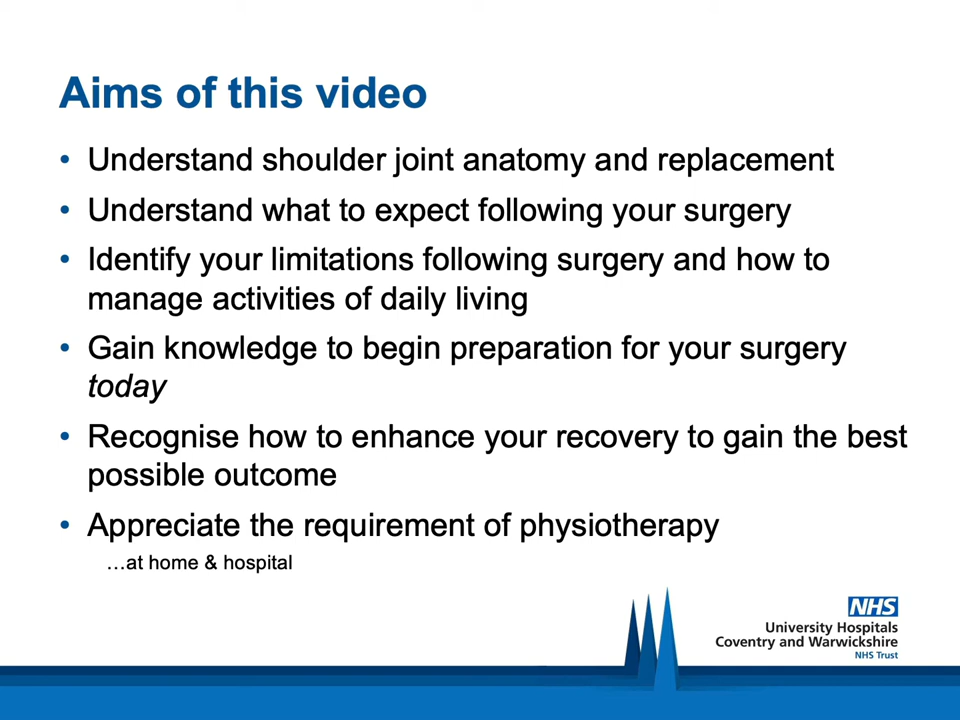 Aims of this video
• Understand shoulder joint anatomy and replacement
• Understand what to expect following your surgery
• Identify your limitations following surgery and how to
manage activities of daily living
• Gain knowledge to begin preparation for your surgery
today
• Recognise how to enhance your recovery to gain the best
possible outcome
• Appreciate the requirement of physiotherapy
…at home & hospital
NHS
University Hospitals
Coventry and Warwickshire
NHS Trust